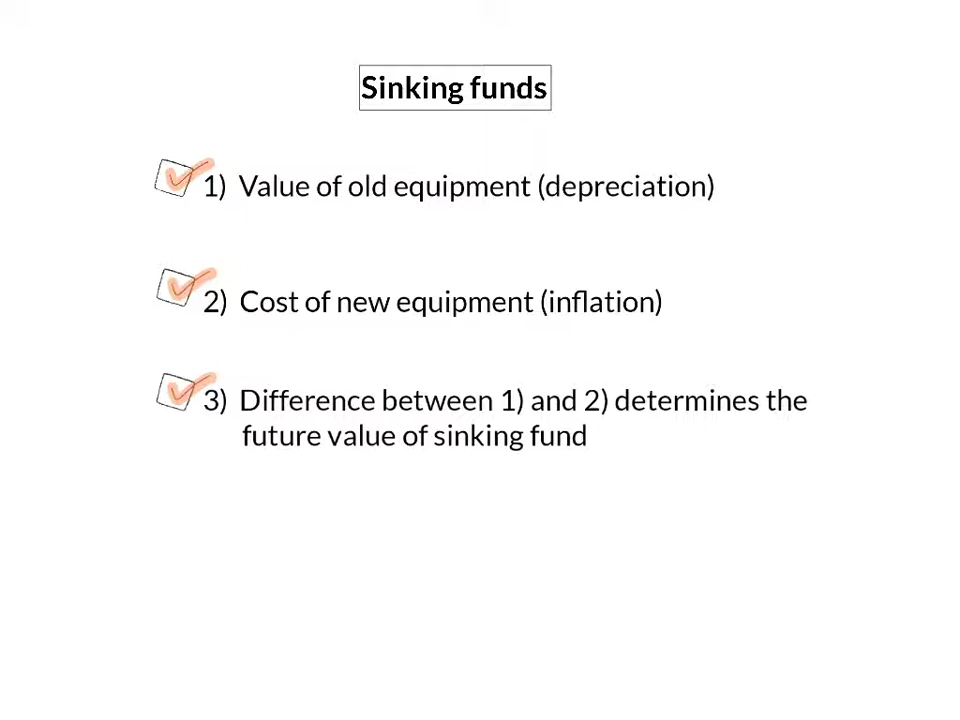 Sinking funds
1) Value of old equipment (depreciation)
2) Cost of new equipment (inflation)
3) Difference between 1) and 2) determines the
future value of sinking fund